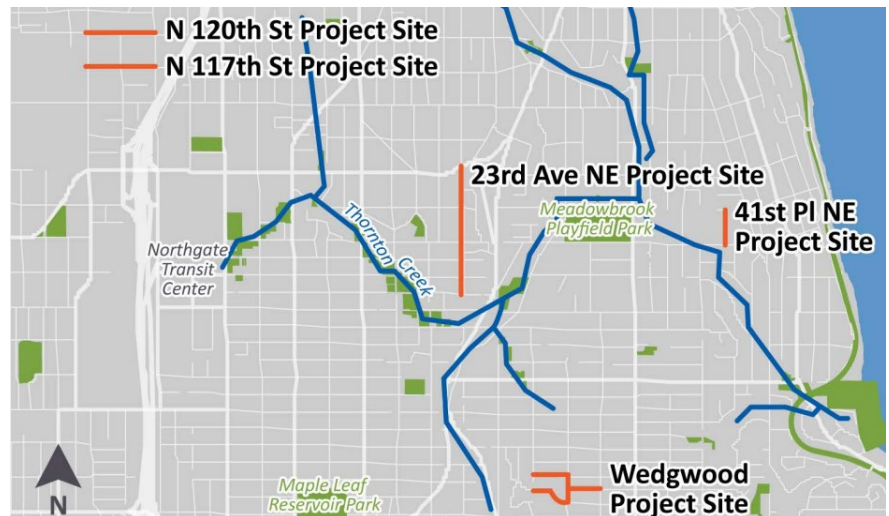 N 120th St Project Site
N 117th St Project Site
23rd Ave NE Project Site
Meadowbrook
Playfield Park
41st Pl NE
Project Site
Thornton
Creek
Northgate
Transit
Center
Wedgwood
Project Site
Maple Leaf
Reservoir Park
N